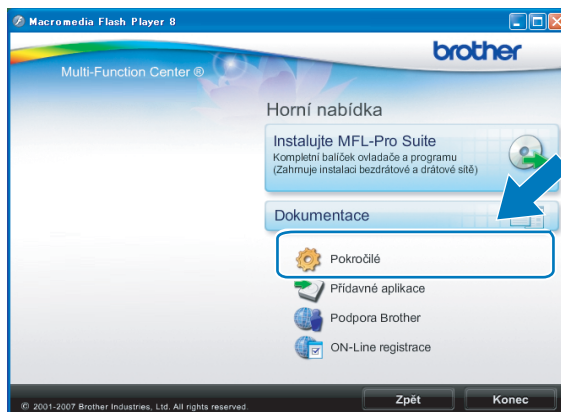 Macromedia Flash Player 8
brother
Multi-Function Center ®
Horní nabídka
Instalujte MFL-Pro Suite
Kompletní balíček ovladače a programu
(Zahrnuje instalaci bezdrátové a drátové sítě)
Dokumentace
Pokročilé
Přídavné aplikace
Podpora Brother
ON-Line registrace
© 2001-2007 Brother Industries, Ltd. All rights reserved.
Zpět
Konec